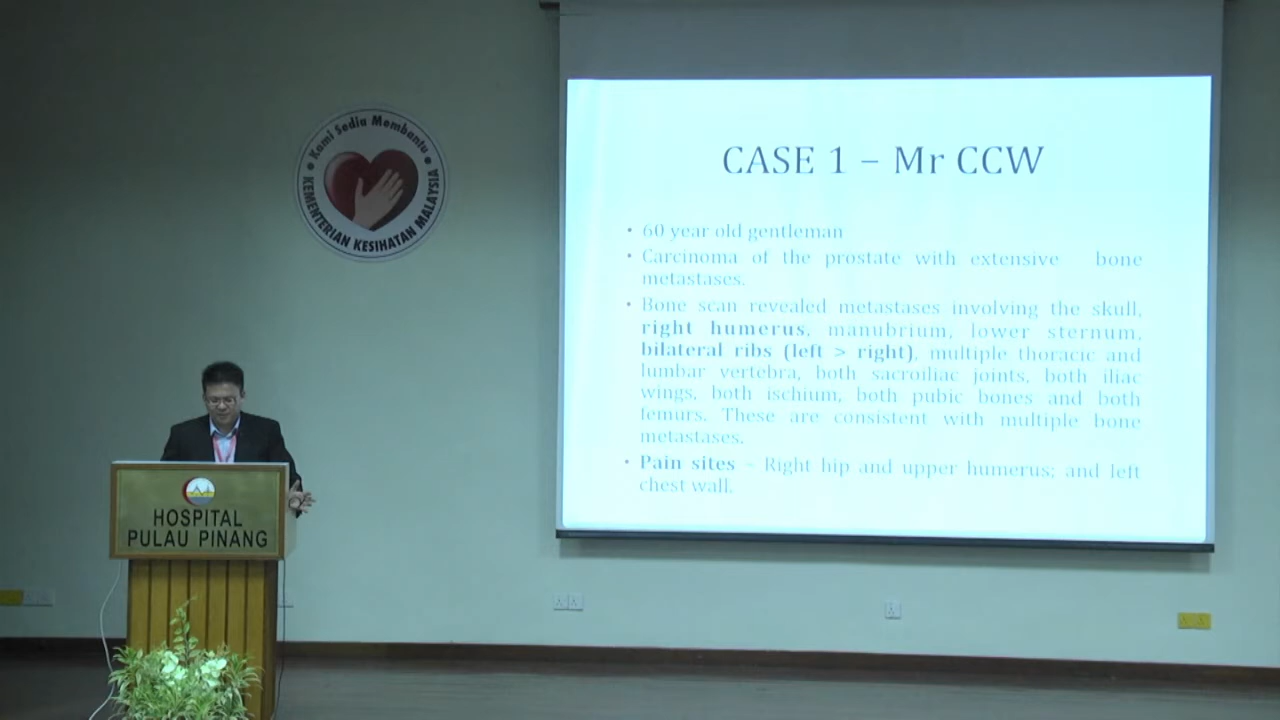 Kami Sedia Membantu
KEMENTERIAN KESIHATAN MALAYSIA
HOSPITAL
PULAU PINANG
CASE 1 – Mr CCW
• 60 year old gentleman
• Carcinoma of the prostate with extensive bone
metastases.
• Bone scan revealed metastases involving the skull,
right humerus, manubrium, lower sternum,
bilateral ribs (left > right), multiple thoracic and
lumbar vertebra, both sacroiliac joints, both iliac
wings, both ischium, both pubic bones and both
femurs. These are consistent with multiple bone
metastases.
• Pain sites – Right hip and upper humerus; and left
chest wall.